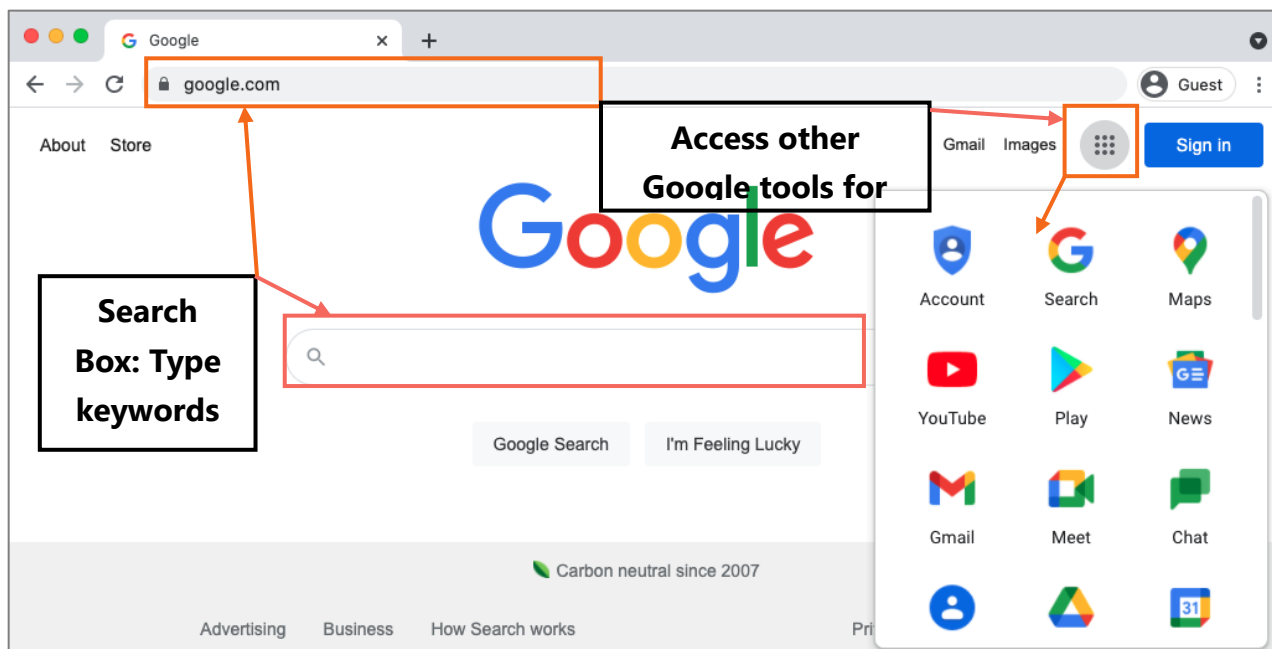 Google
google.com
Guest
About Store
Access other
Google tools for
Gmail Images
Sign in
Google
Search
Box: Type
keywords
Account Search Maps
YouTube Play News
Gmail Meet Chat
31
Google Search I'm Feeling Lucky
Carbon neutral since 2007
Advertising Business How Search works